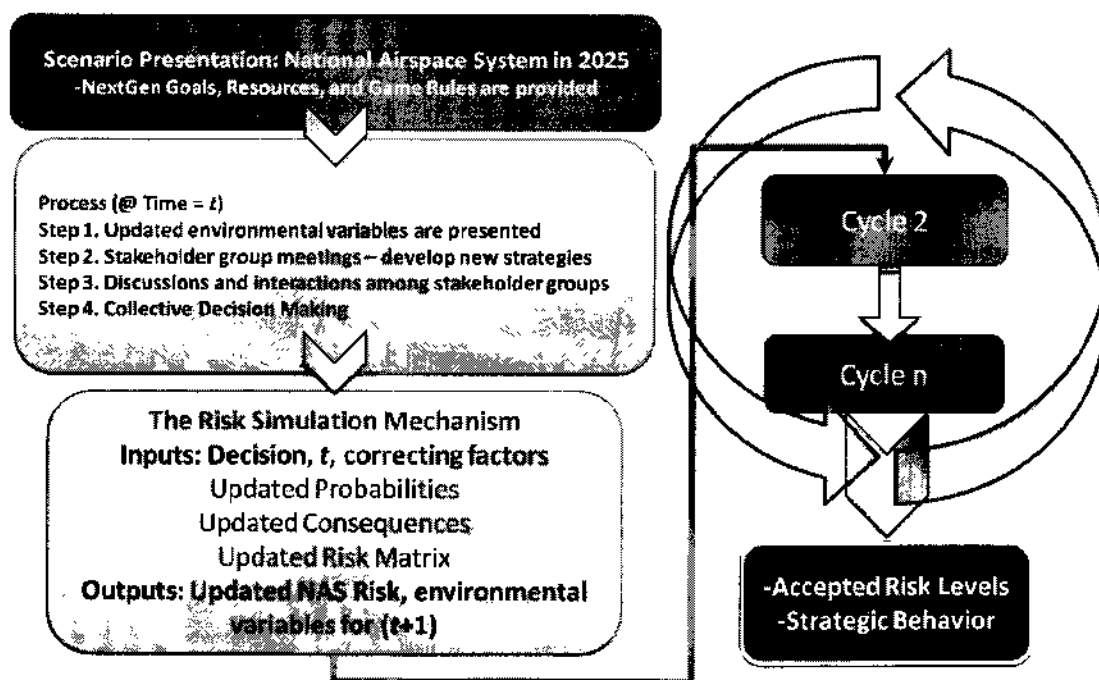 Scenario Presentation: National Airspace System in 2025
-NextGen Goals, Resources, and Game Rules are provided
Process (@ Time = t)
Step 1. Updated environmental variables are presented
Step 2. Stakeholder group meetings – develop new strategies
Step 3. Discussions and interactions among stakeholder groups
Step 4. Collective Decision Making
The Risk Simulation Mechanism
Inputs: Decision, t, correcting factors
Updated Probabilities
Updated Consequences
Updated Risk Matrix
Outputs: Updated NAS Risk, environmental
variables for (t+1)
Cycle 2
Cycle n
-Accepted Risk Levels
-Strategic Behavior